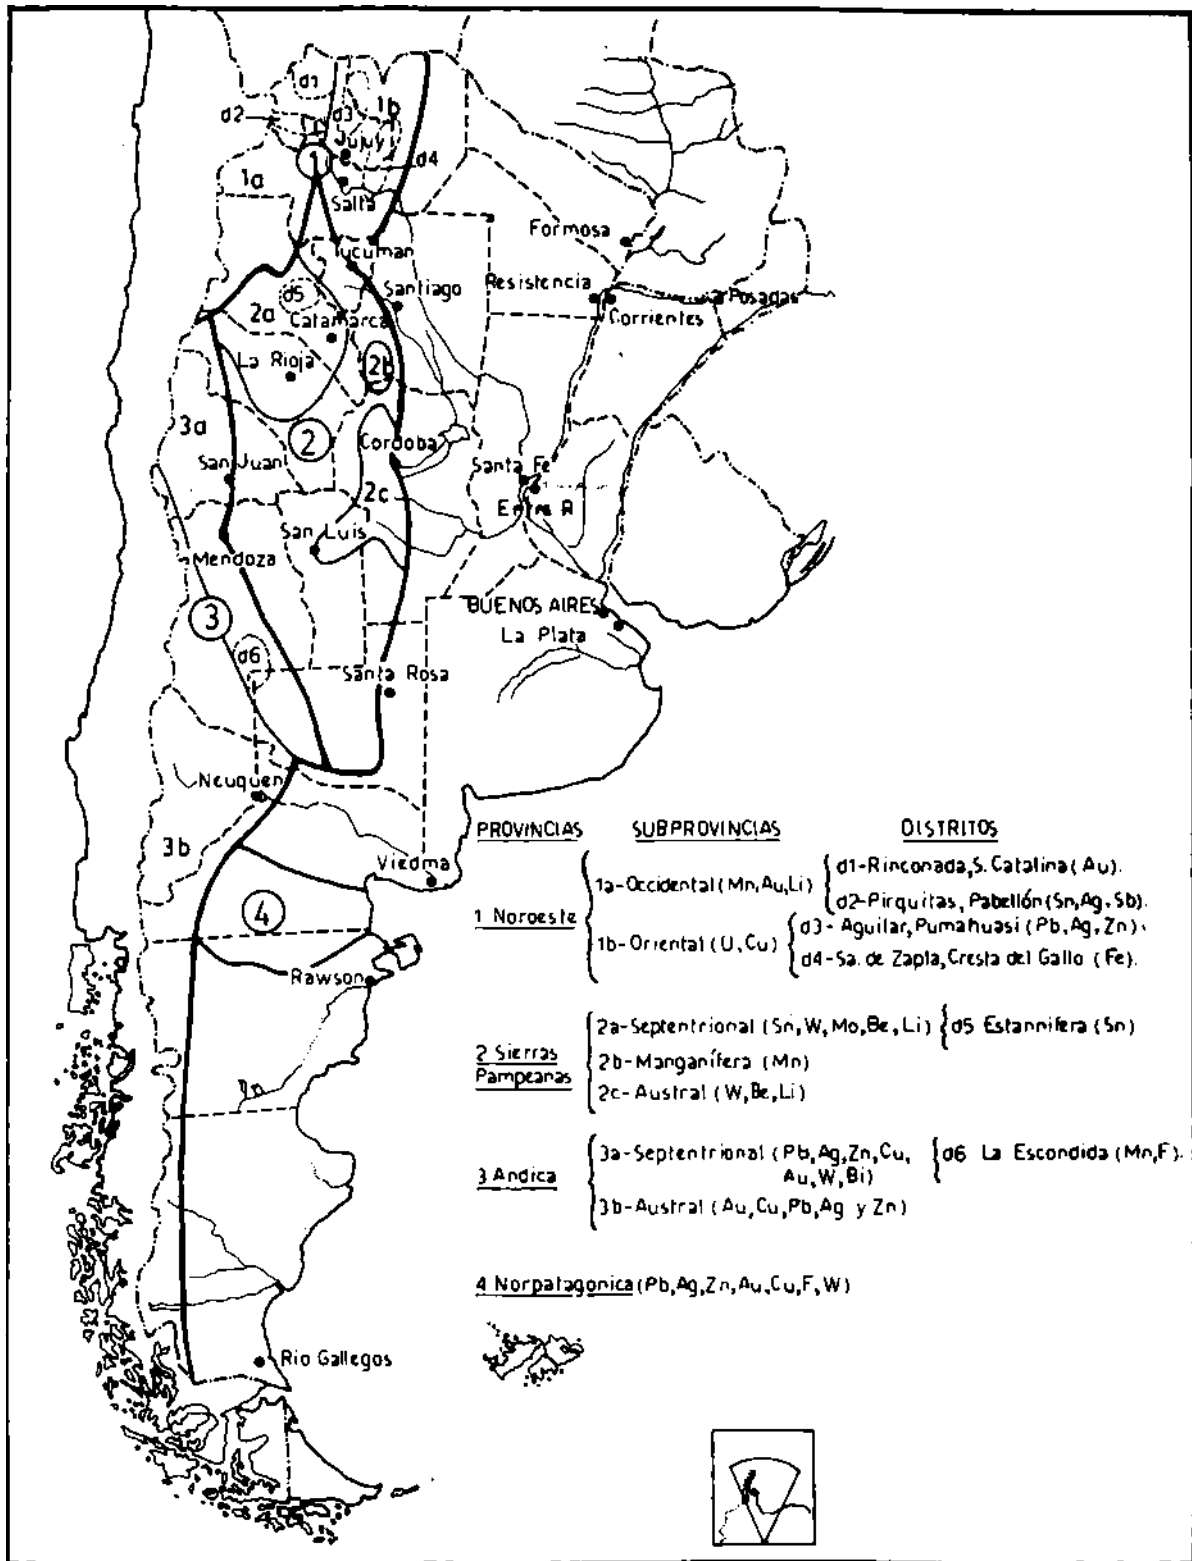 d1
d2
d3
1b
Jujuy
1
d4
1a
Salta
Formosa
Tucuman
Resistencia
Posadas
d5
Santiago
Corrientes
2a
Catamarca
La Rioja
2b
3a
2
Cordoba
San Juan
Santa Fe
2c
Entre R
San Luis
Mendoza
BUENOS AIRES
3
La Plata
d6
Santa Rosa
Neuquen
3b
Viedma
4
Rawson
Rio Gallegos
PROVINCIAS SUBPROVINCIAS DISTRITOS
1 Noroeste
1a-Occidental (Mn,Au,Li)
d1-Rinconada, S. Catalina (Au).
d2-Pirquitas, Pabellón (Sn,Ag,Sb).
1b-Oriental (U,Cu)
d3-Aguilar, Pumahuasi (Pb,Ag,Zn).
d4-Sa. de Zapla, Cresta del Gallo (Fe).
2 Sierras
Pampeanas
2a-Septentrional (Sn,W,Mo,Be,Li)
d5 Estannifera (Sn)
2b-Manganífera (Mn)
2c-Austral (W,Be,Li)
3 Andica
3a-Septentrional (Pb,Ag,Zn,Cu,
Au,W,Bi)
d6 La Escondida (Mn,F).
3b-Austral (Au,Cu,Pb,Ag y Zn)
4 Norpatagonica (Pb,Ag,Zn,Au,Cu,F,W)